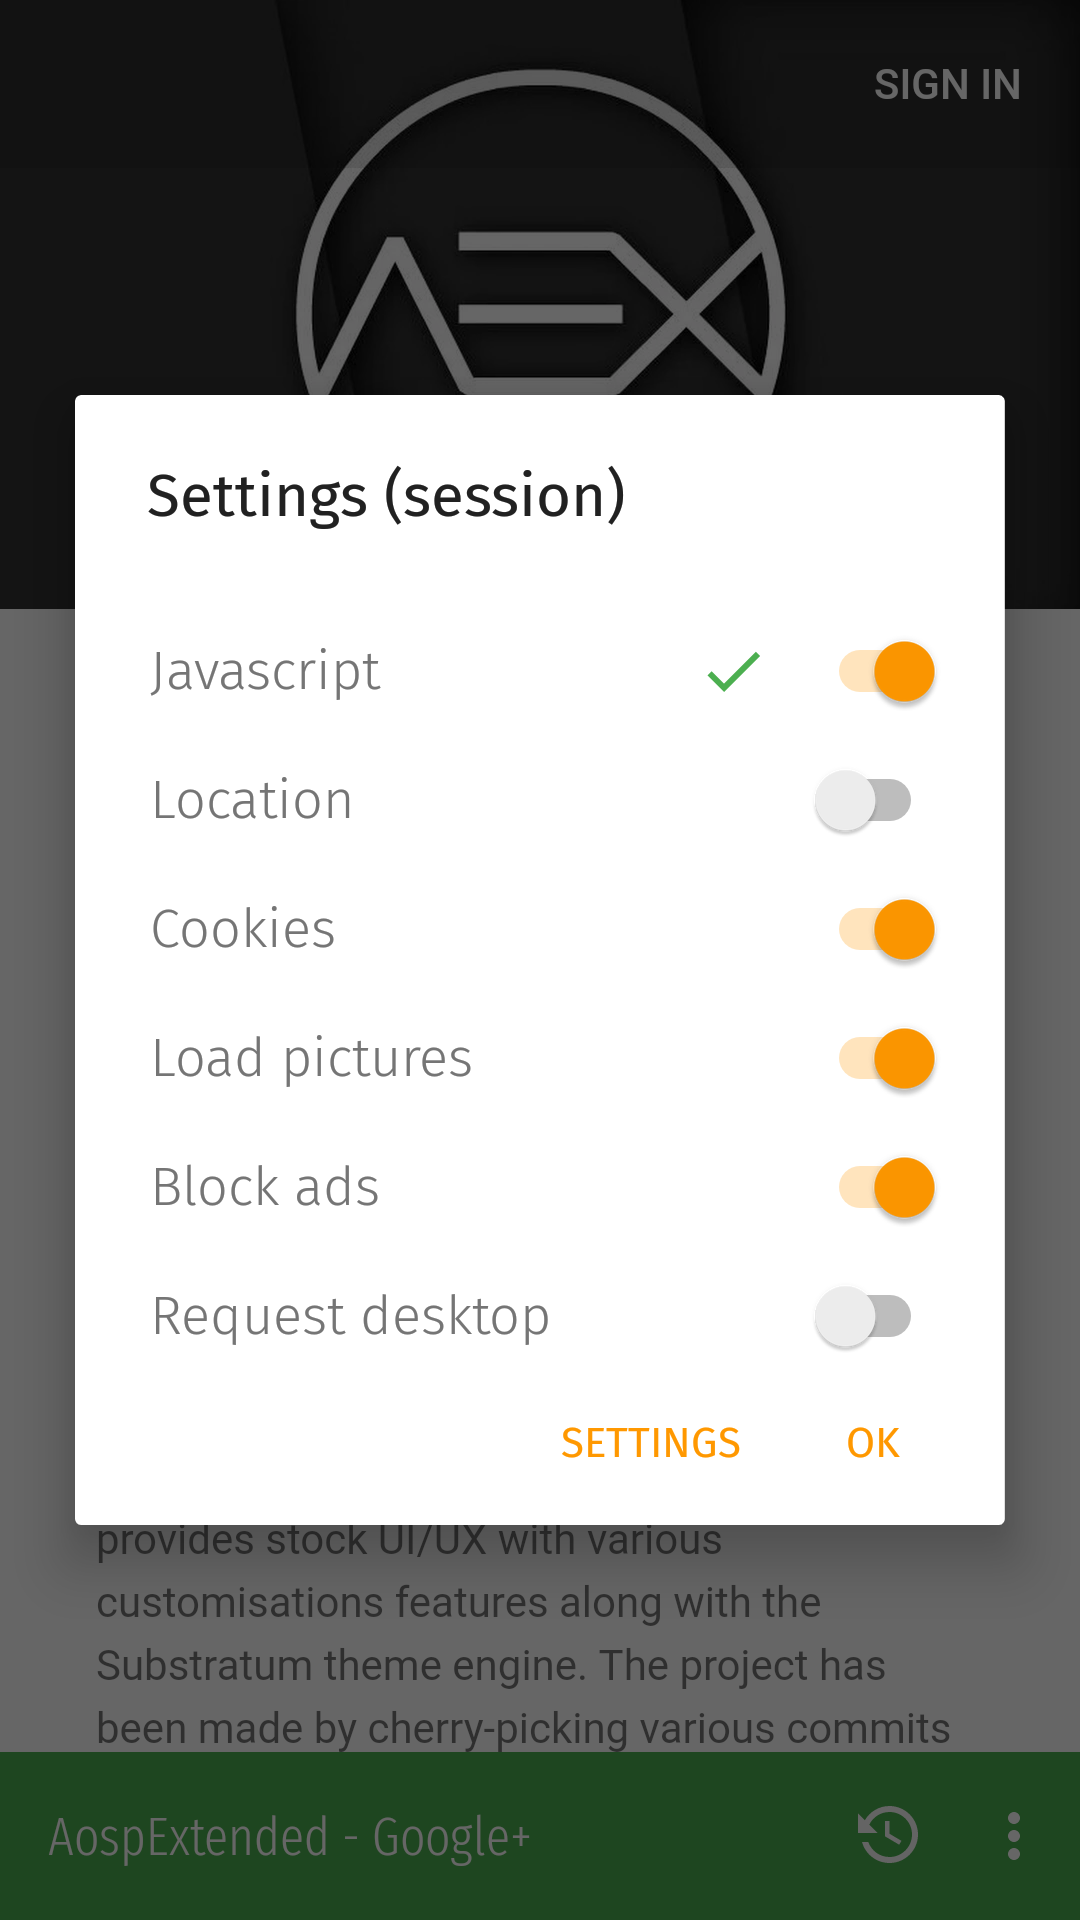 SIGN IN
AEX
Settings (session)
Javascript
Location
Cookies
Load pictures
Block ads
Request desktop
SETTINGS OK
provides stock UI/UX with various
customisations features along with the
Substratum theme engine. The project has
been made by cherry-picking various commits
AospExtended - Google+